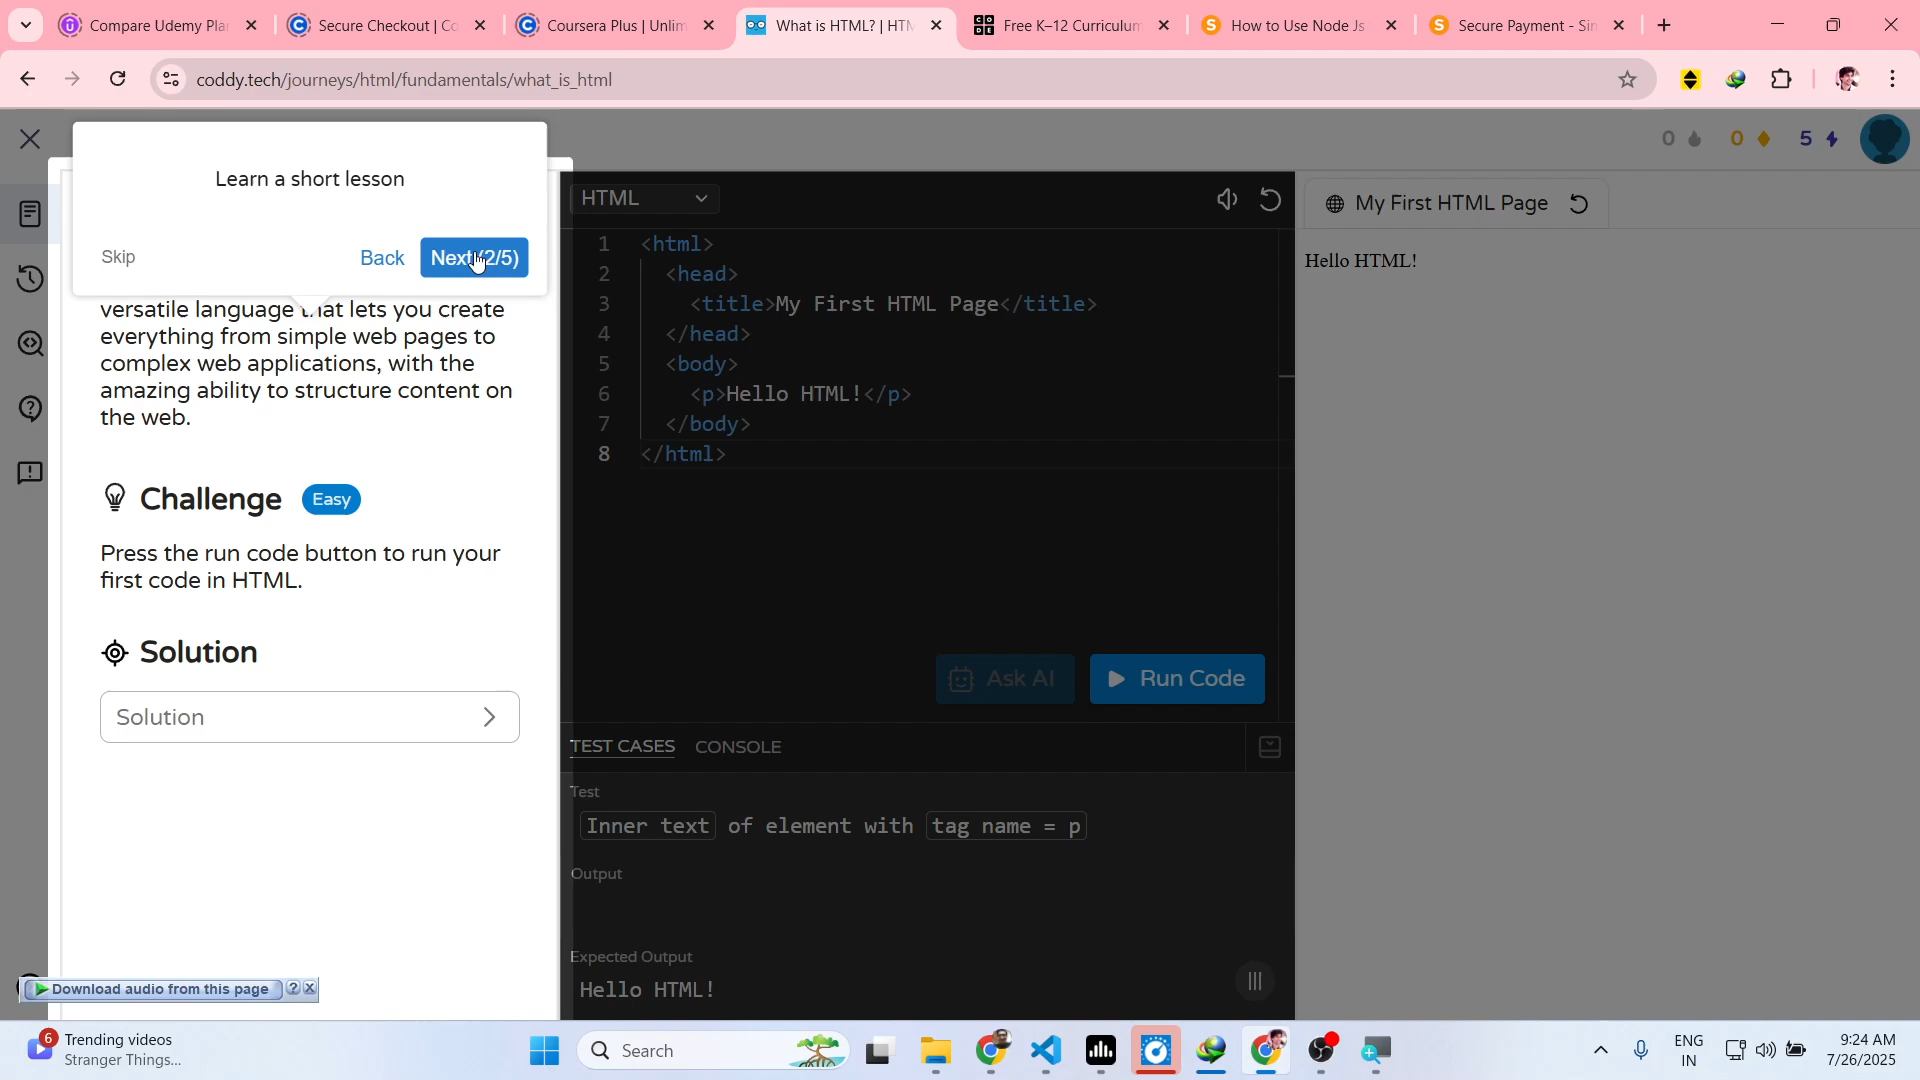 Compare Udemy Pla
Secure Checkout | Co
Coursera Plus | Unlim
What is HTML? | HTM
Free K–12 Curriculum
How to Use Node Js
Secure Payment - Sin
coddy.tech/journeys/html/fundamentals/what_is_html
0
0
5
Learn a short lesson
Skip
Back
Next (2/5)
versatile language that lets you create
everything from simple web pages to
complex web applications, with the
amazing ability to structure content on
the web.
Challenge
Easy
Press the run code button to run your
first code in HTML.
Solution
Solution
HTML
1 <html>
2 <head>
3 <title>My First HTML Page</title>
4 </head>
5 <body>
6 <p>Hello HTML!</p>
7 </body>
8 </html>
Ask AI
Run Code
TEST CASES CONSOLE
Test
Inner text of element with tag name = p
Output
Expected Output
Hello HTML!
My First HTML Page
Hello HTML!
Download audio from this page
6
Trending videos
Stranger Things...
Search
ENG
IN
9:24 AM
7/26/2025